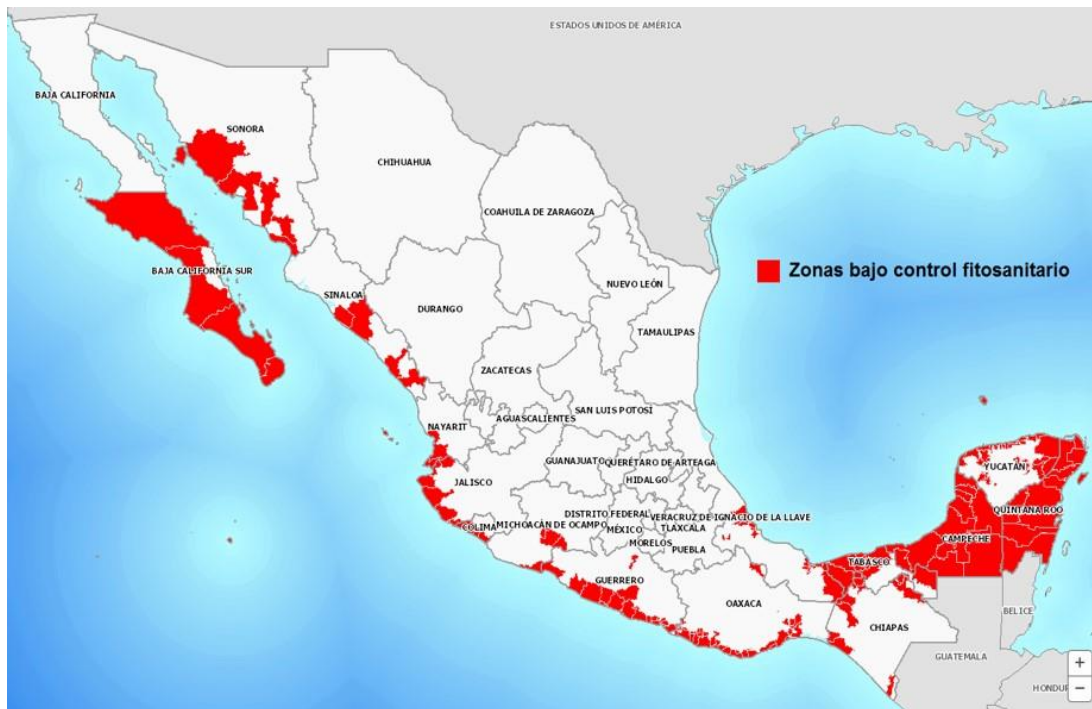 ESTADOS UNIDOS DE AMÉRICA
BAJA CALIFORNIA
SONORA
CHIHUAHUA
COAHUILA DE ZARAGOZA
BAJA CALIFORNIA SUR
Zonas bajo control fitosanitario
NUEVO LEÓN
SINALOA
DURANGO
TAMAULIPAS
ZACATECAS
SAN LUIS POTOSÍ
AGUASCALIENTES
NAYARIT
GUANAJUATO
QUERÉTARO DE ARTEAGA
YUCATÁN
HIDALGO
JALISCO
QUINTANA ROO
DISTRITO FEDERAL
VERACRUZ DE IGNACIO DE LA LLAVE
COLIMA
MICHOACÁN DE OCAMPO
MÉXICO
TLAXCALA
CAMPECHE
MORELOS
PUEBLA
TABASCO
GUERRERO
OAXACA
BELICE
CHIAPAS
GUATEMALA
+
−
HONDUR